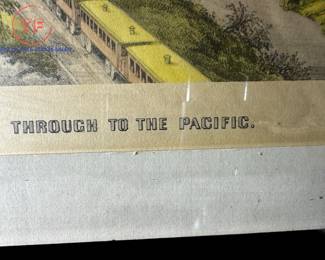 THROUGH TO THE PACIFIC.